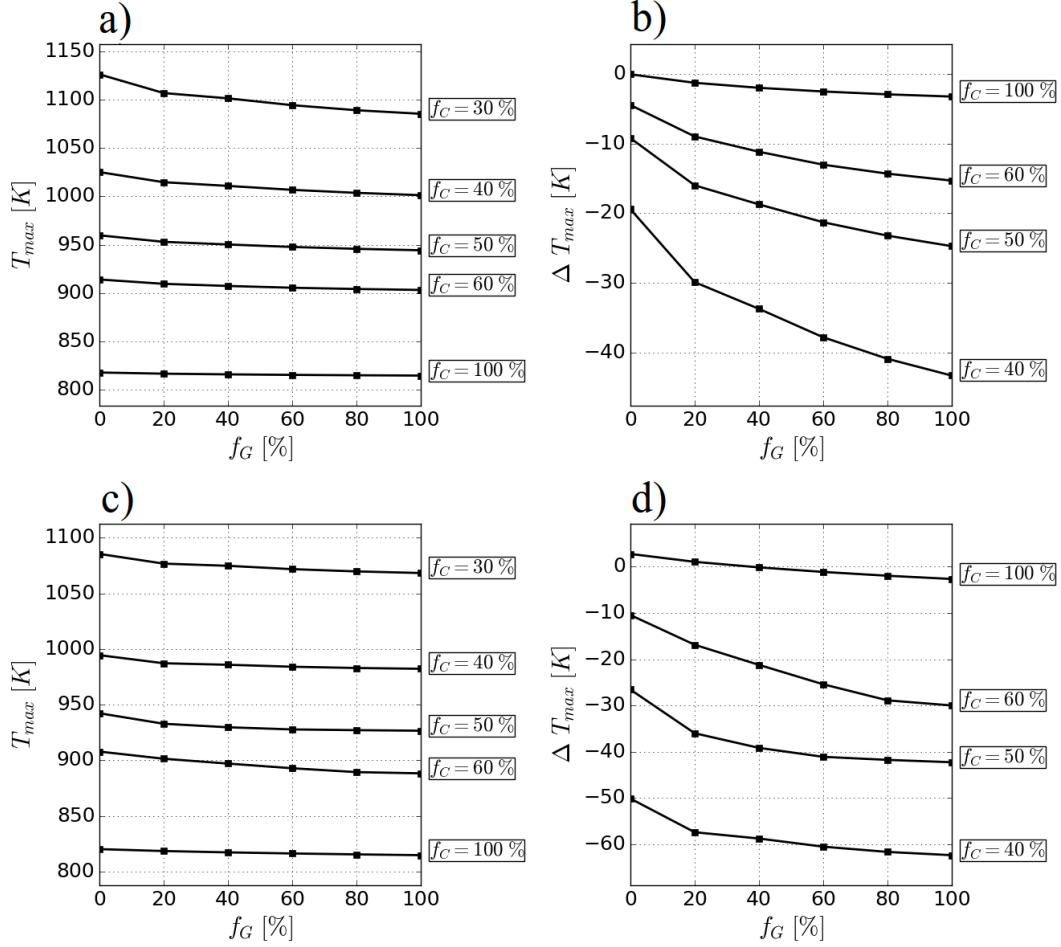 a)
1150
1100
1050
1000
950
900
850
800
T_max [K]
0 20 40 60 80 100
f_G [%]
f_C = 30 %
f_C = 40 %
f_C = 50 %
f_C = 60 %
f_C = 100 %
b)
0
−10
−20
−30
−40
Δ T_max [K]
0 20 40 60 80 100
f_G [%]
f_C = 100 %
f_C = 60 %
f_C = 50 %
f_C = 40 %
c)
1100
1050
1000
950
900
850
800
T_max [K]
0 20 40 60 80 100
f_G [%]
f_C = 30 %
f_C = 40 %
f_C = 50 %
f_C = 60 %
f_C = 100 %
d)
0
−10
−20
−30
−40
−50
−60
Δ T_max [K]
0 20 40 60 80 100
f_G [%]
f_C = 100 %
f_C = 60 %
f_C = 50 %
f_C = 40 %